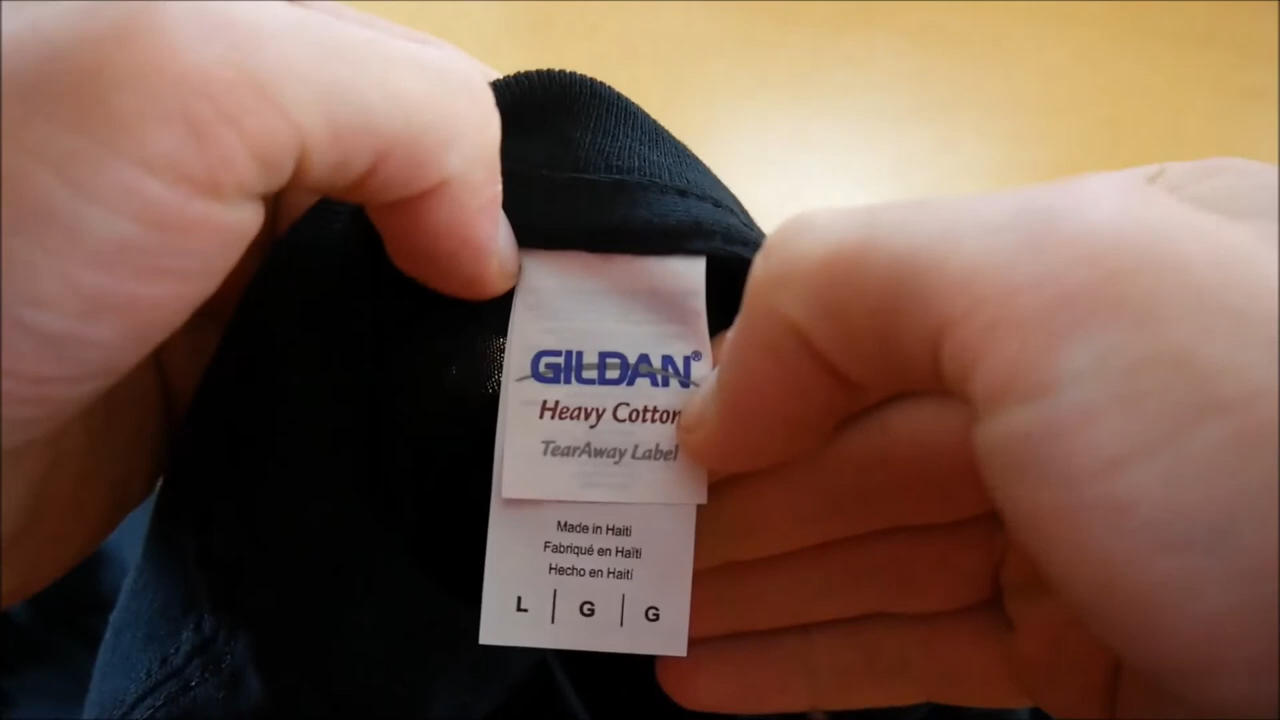 GILDAN®
Heavy Cotton
TearAway Label
Made in Haiti
Fabriqué en Haïti
Hecho en Haití
L | G | G